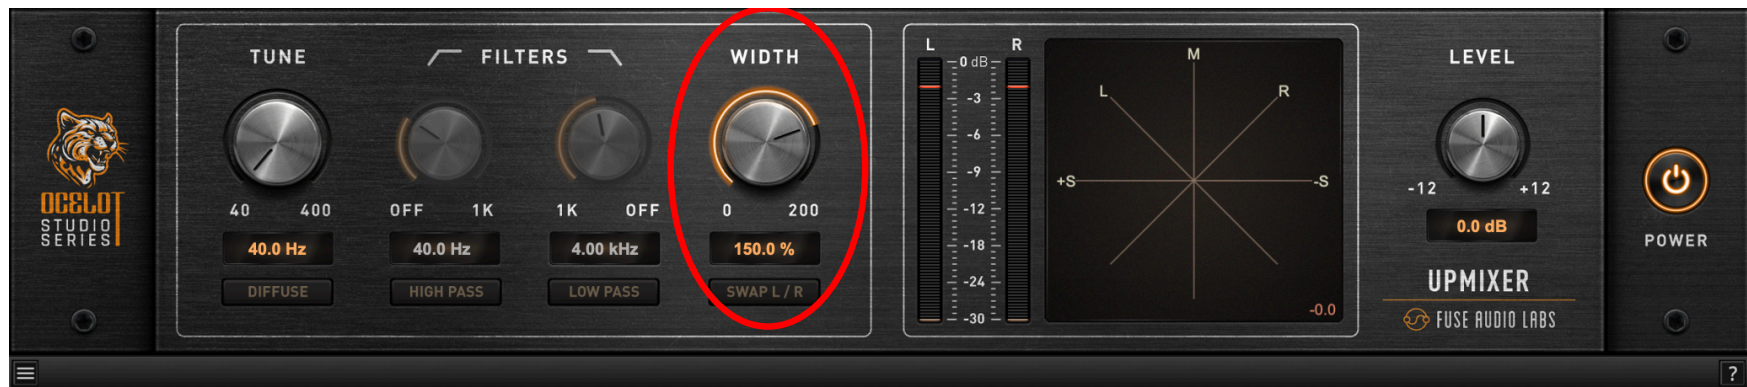 OCELOT
STUDIO
SERIES
TUNE
40 400
40.0 Hz
DIFFUSE
FILTERS
OFF 1K
40.0 Hz
HIGH PASS
1K OFF
4.00 kHz
LOW PASS
WIDTH
0 200
150.0 %
SWAP L / R
L R
0 dB
-3
-6
-9
-12
-18
-24
-30
M
L R
+S -S
-0.0
LEVEL
-12 +12
0.0 dB
UPMIXER
FUSE AUDIO LABS
POWER
?